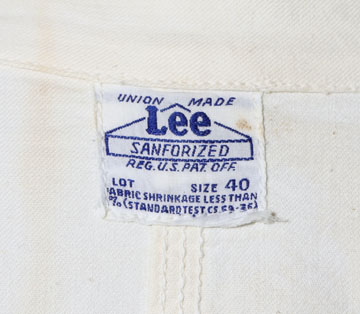 UNION MADE
Lee
SANFORIZED
REG. U.S. PAT. OFF.
LOT SIZE 40
FABRIC SHRINKAGE LESS THAN
% (STANDARD TEST CS 59-36)